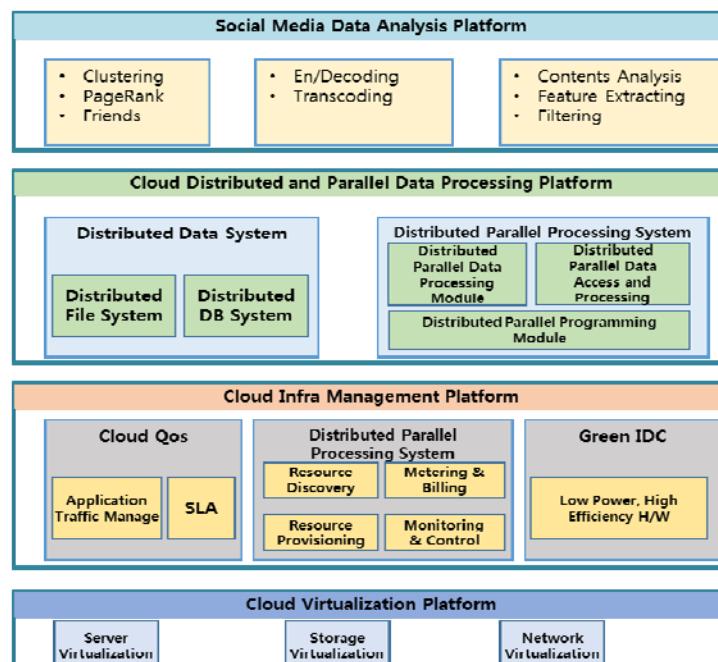 Social Media Data Analysis Platform
• Clustering
• PageRank
• Friends
• En/Decoding
• Transcoding
• Contents Analysis
• Feature Extracting
• Filtering
Cloud Distributed and Parallel Data Processing Platform
Distributed Data System
Distributed
File System
Distributed
DB System
Distributed Parallel Processing System
Distributed
Parallel Data
Processing
Module
Distributed
Parallel Data
Access and
Processing
Distributed Parallel Programming
Module
Cloud Infra Management Platform
Cloud Qos
Application
Traffic Manage
SLA
Distributed Parallel
Processing System
Resource
Discovery
Metering &
Billing
Resource
Provisioning
Monitoring
& Control
Green IDC
Low Power, High
Efficiency H/W
Cloud Virtualization Platform
Server
Virtualization
Storage
Virtualization
Network
Virtualization